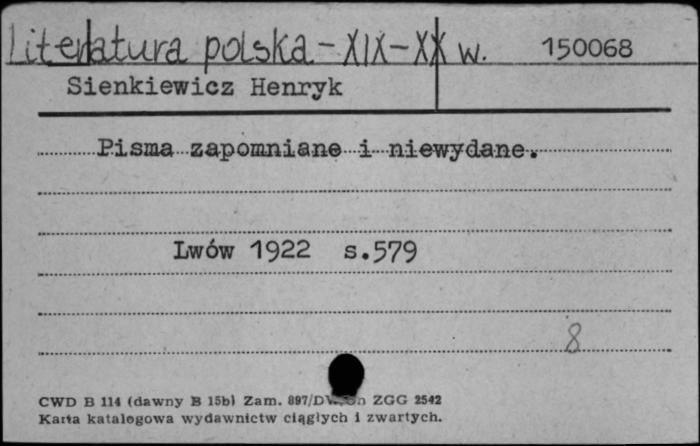 Literatura polska - XIX - XX w. 150068
Sienkiewicz Henryk
Pisma zapomniane i niewydane.
Lwów 1922 s.579
8
CWD B 114 (dawny B 15b) Zam. 897/DW. ZGG 2542
Karta katalogowa wydawnictw ciągłych i zwartych.